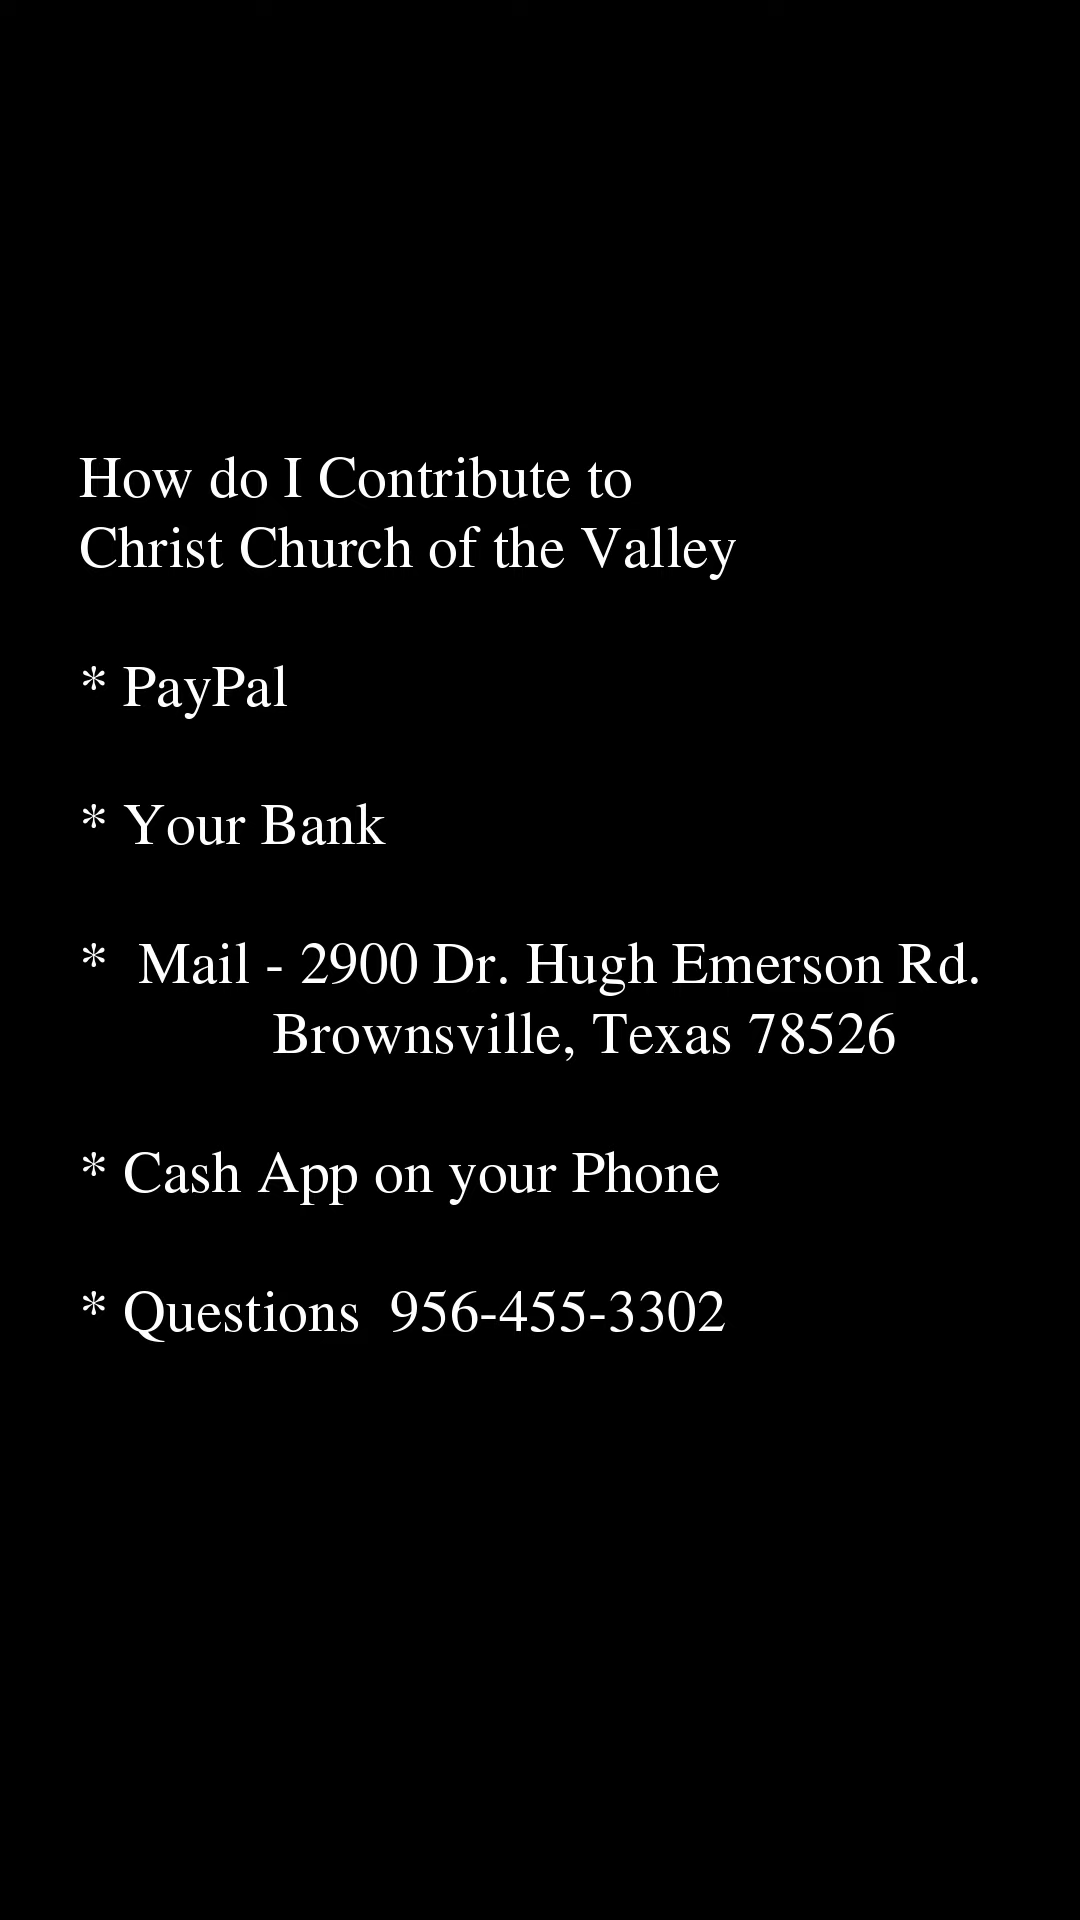 How do I Contribute to
Christ Church of the Valley
* PayPal
* Your Bank
* Mail - 2900 Dr. Hugh Emerson Rd.
Brownsville, Texas 78526
* Cash App on your Phone
* Questions 956-455-3302